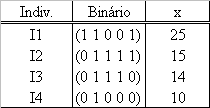 Indiv. Binário x
I1 (1 1 0 0 1) 25
I2 (0 1 1 1 1) 15
I3 (0 1 1 1 0) 14
I4 (0 1 0 0 0) 10